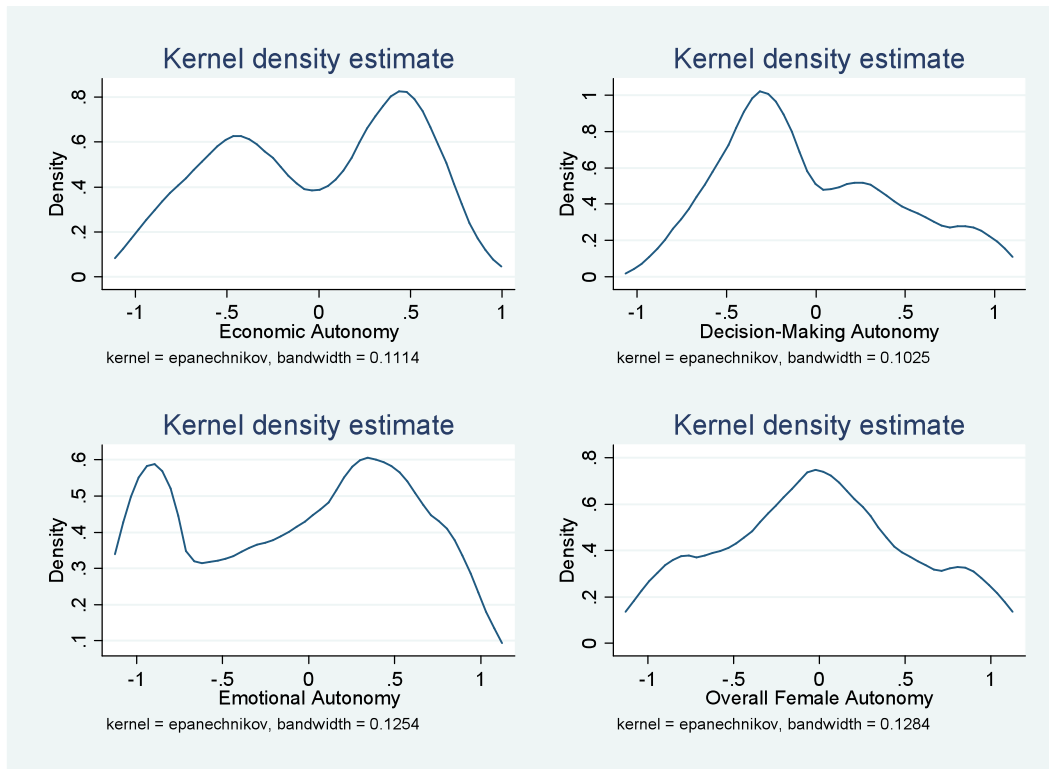 Kernel density estimate
Density
.8
.6
.4
.2
0
-1 -.5 0 .5 1
Economic Autonomy
kernel = epanechnikov, bandwidth = 0.1114
Kernel density estimate
Density
1
.8
.6
.4
.2
0
-1 -.5 0 .5 1
Decision-Making Autonomy
kernel = epanechnikov, bandwidth = 0.1025
Kernel density estimate
Density
.6
.5
.4
.3
.2
.1
-1 -.5 0 .5 1
Emotional Autonomy
kernel = epanechnikov, bandwidth = 0.1254
Kernel density estimate
Density
.8
.6
.4
.2
0
-1 -.5 0 .5 1
Overall Female Autonomy
kernel = epanechnikov, bandwidth = 0.1284